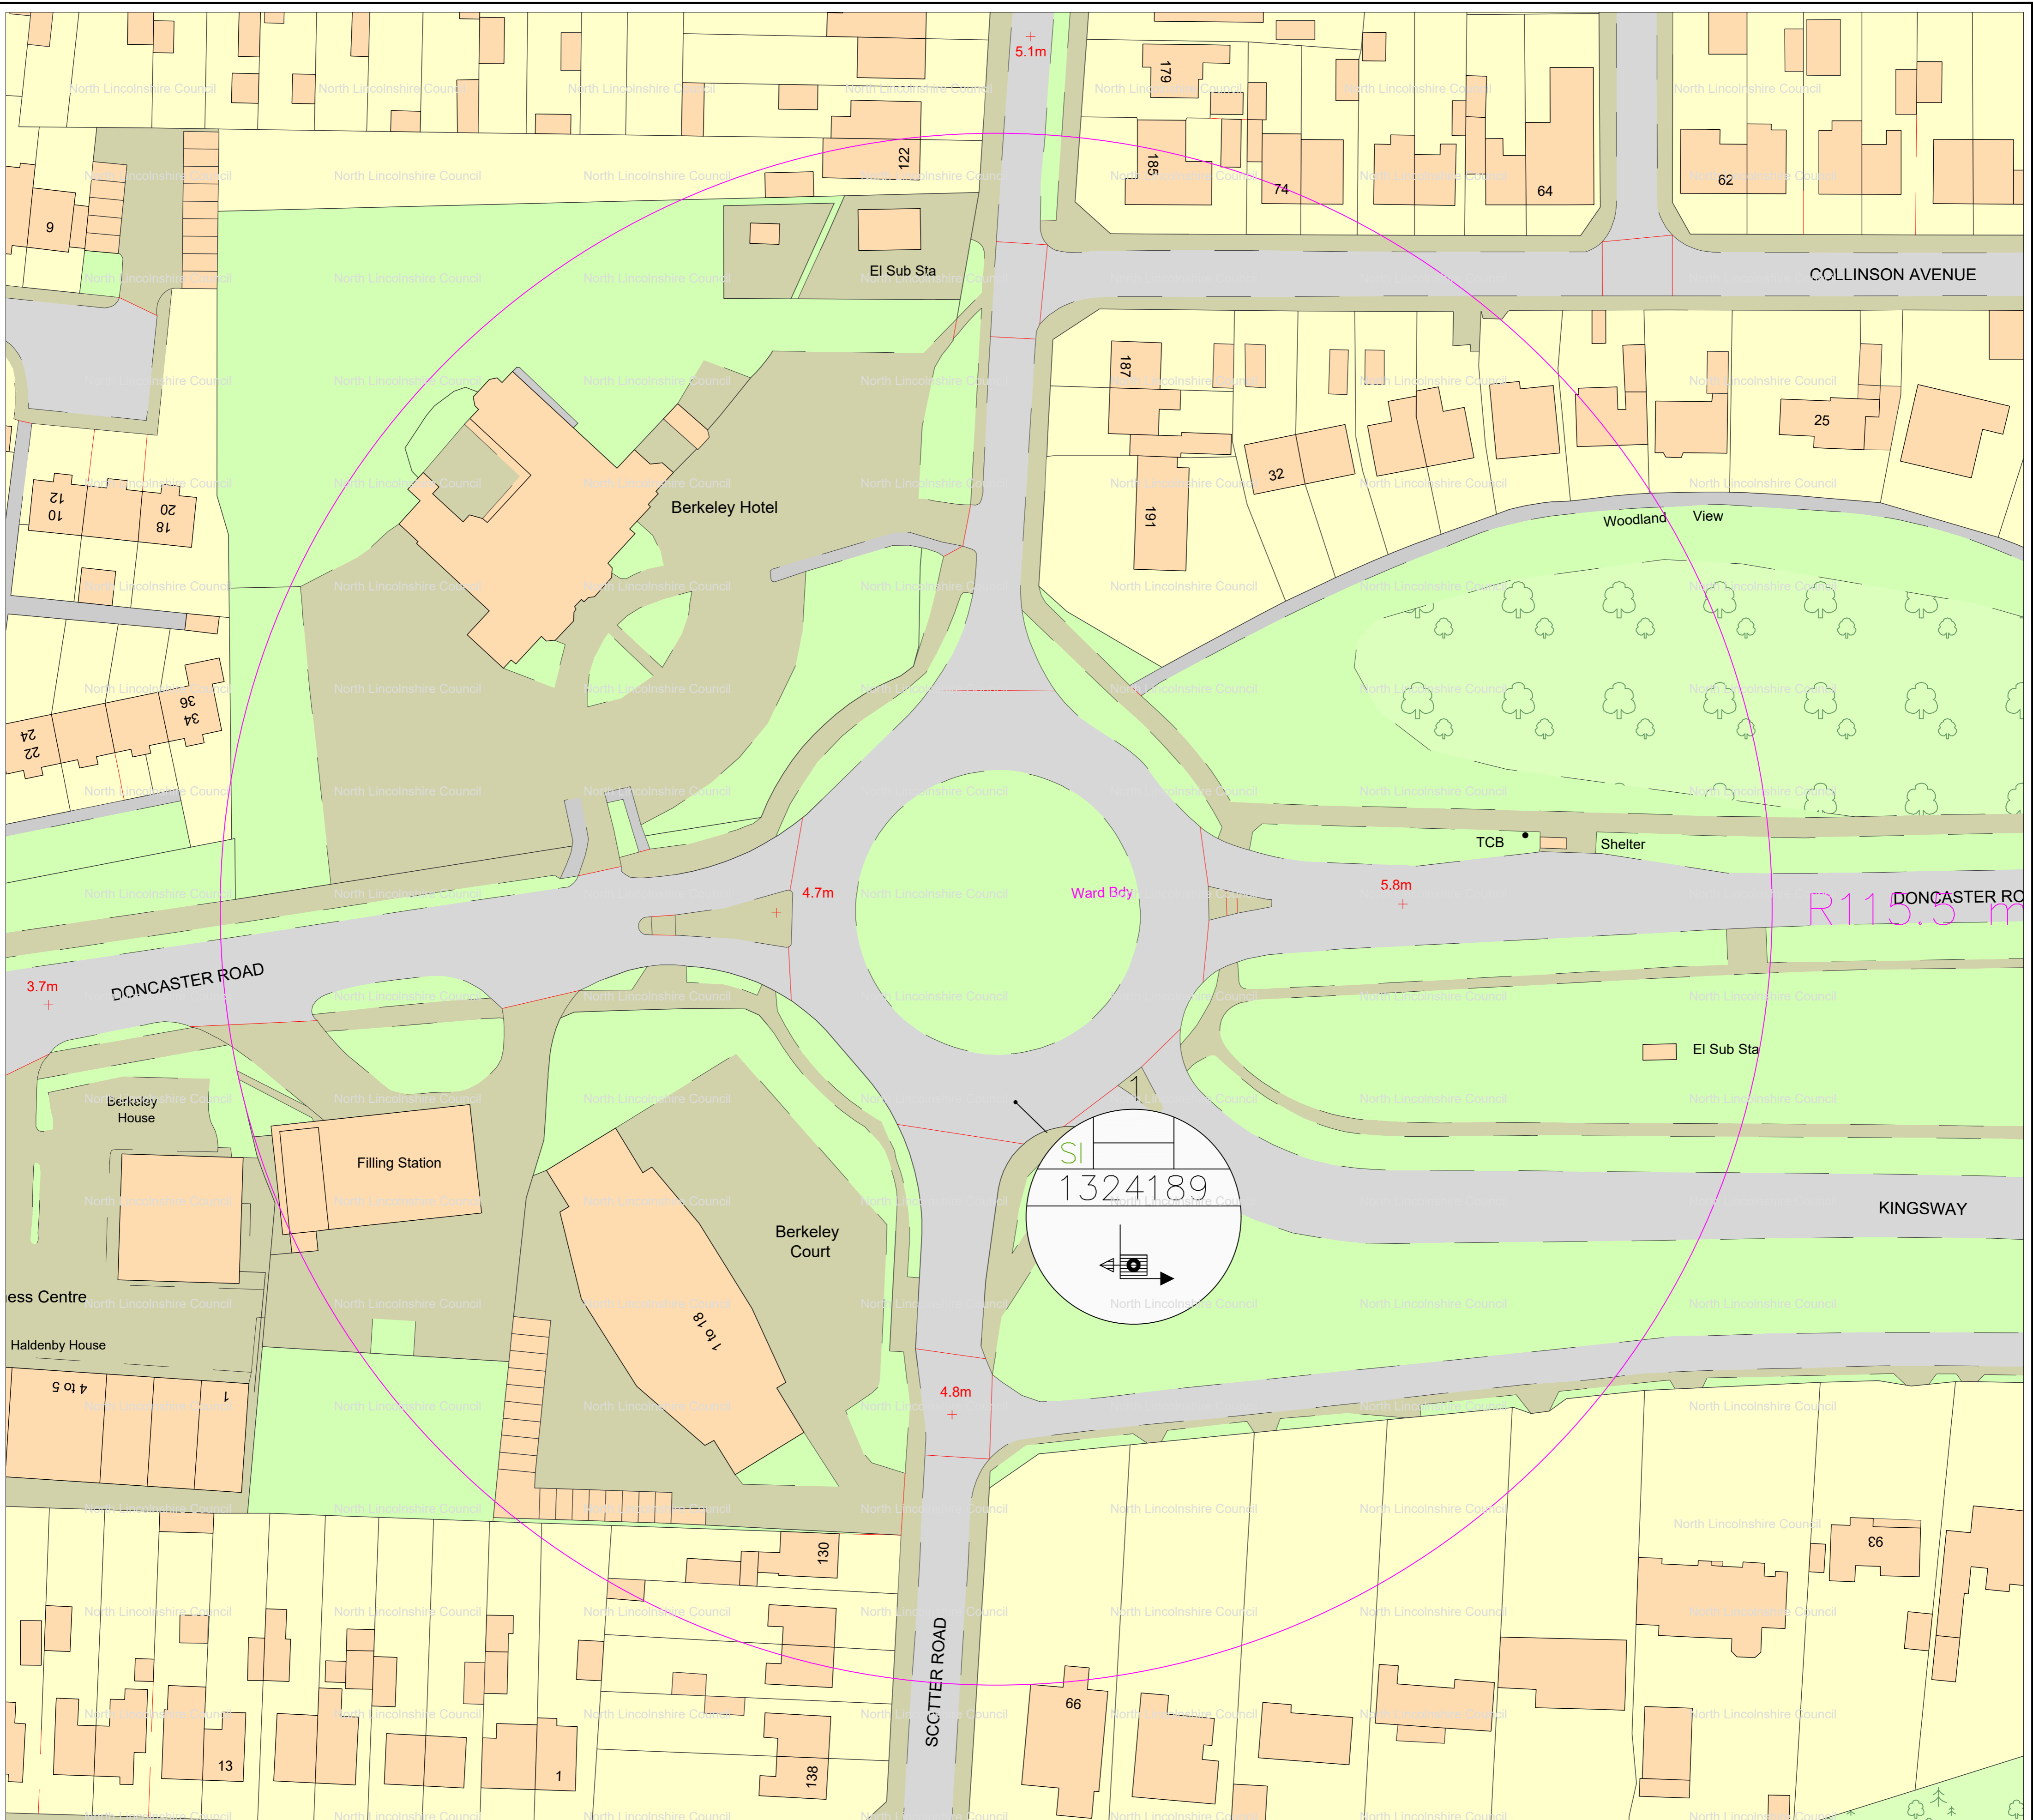 5.1m
179
185
122
74
64
62
9
El Sub Sta
COLLINSON AVENUE
187
32
25
191
Berkeley Hotel
12
10
20
18
Woodland View
36
34
24
22
TCB
Shelter
4.7m
Ward Bdy
5.8m
DONCASTER RO
R115.5 m
DONCASTER ROAD
3.7m
El Sub Sta
1
Berkeley
House
Filling Station
SI
1324189
KINGSWAY
Berkeley
Court
ess Centre
Haldenby House
1 to 18
4 to 5
1
4.8m
130
93
SCOTTER ROAD
66
13
1
138
North Lincolnshire Council